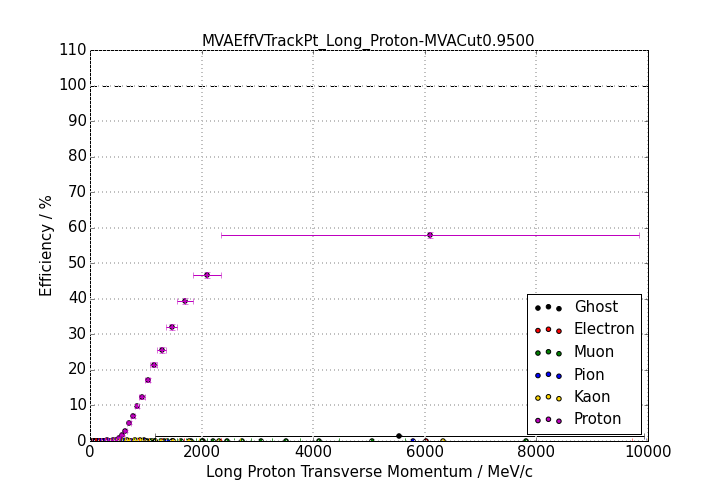 MVAEffVTrackPt_Long_Proton-MVACut0.9500
110
100
90
80
70
60
50
40
30
20
10
0
Efficiency / %
Ghost
Electron
Muon
Pion
Kaon
Proton
0 2000 4000 6000 8000 10000
Long Proton Transverse Momentum / MeV/c